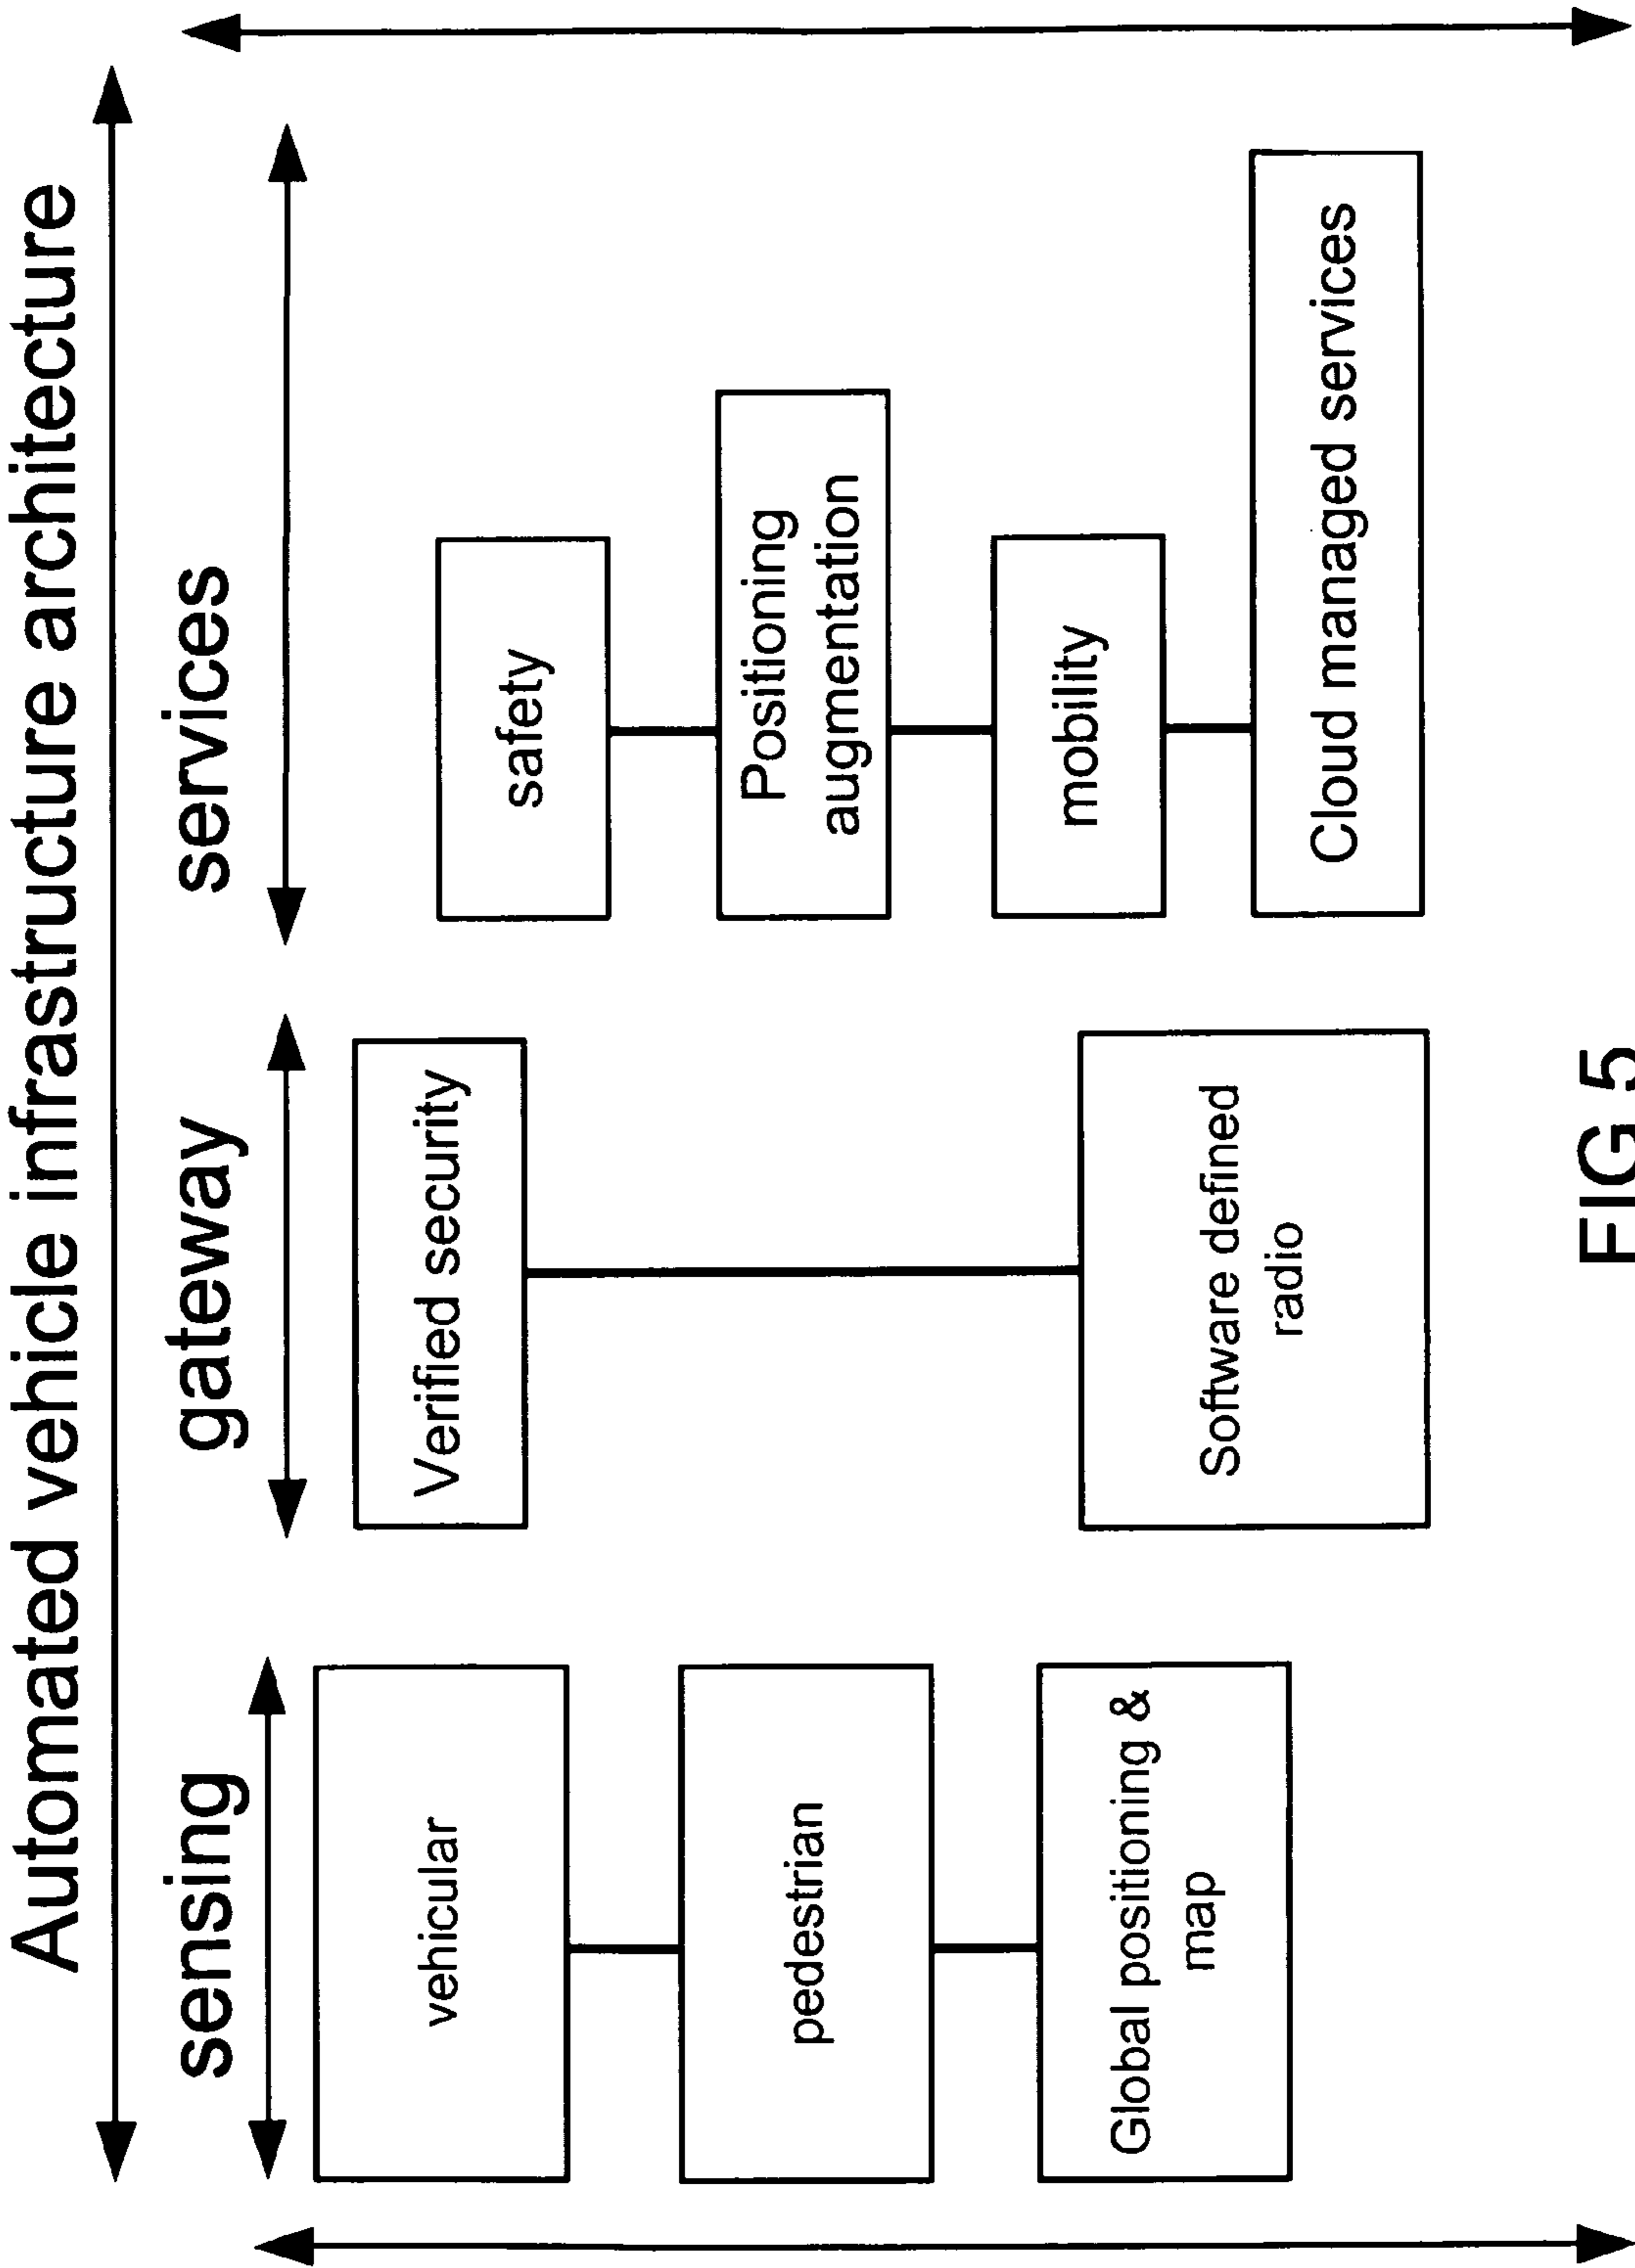 Automated vehicle infrastructure architecture
sensing
vehicular
pedestrian
Global positioning &
map
gateway
Verified security
Software defined
radio
services
safety
Positioning
augmentation
mobility
Cloud managed services
FIG 5